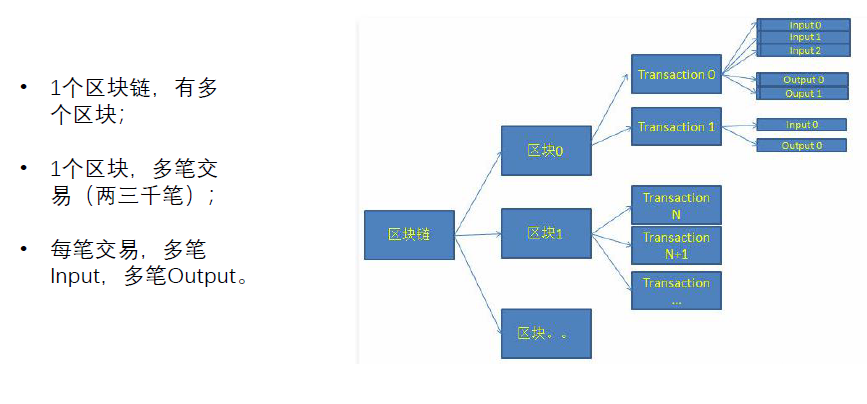 • 1个区块链，有多
个区块；
• 1个区块，多笔交
易（两三千笔）；
• 每笔交易，多笔
Input，多笔Output。
区块链
区块0
区块1
区块。。
Transaction 0
Transaction 1
Transaction
N
Transaction
N+1
Transaction
...
Input 0
Input 1
Input 2
Output 0
Ouput 1
Input 0
Output 0